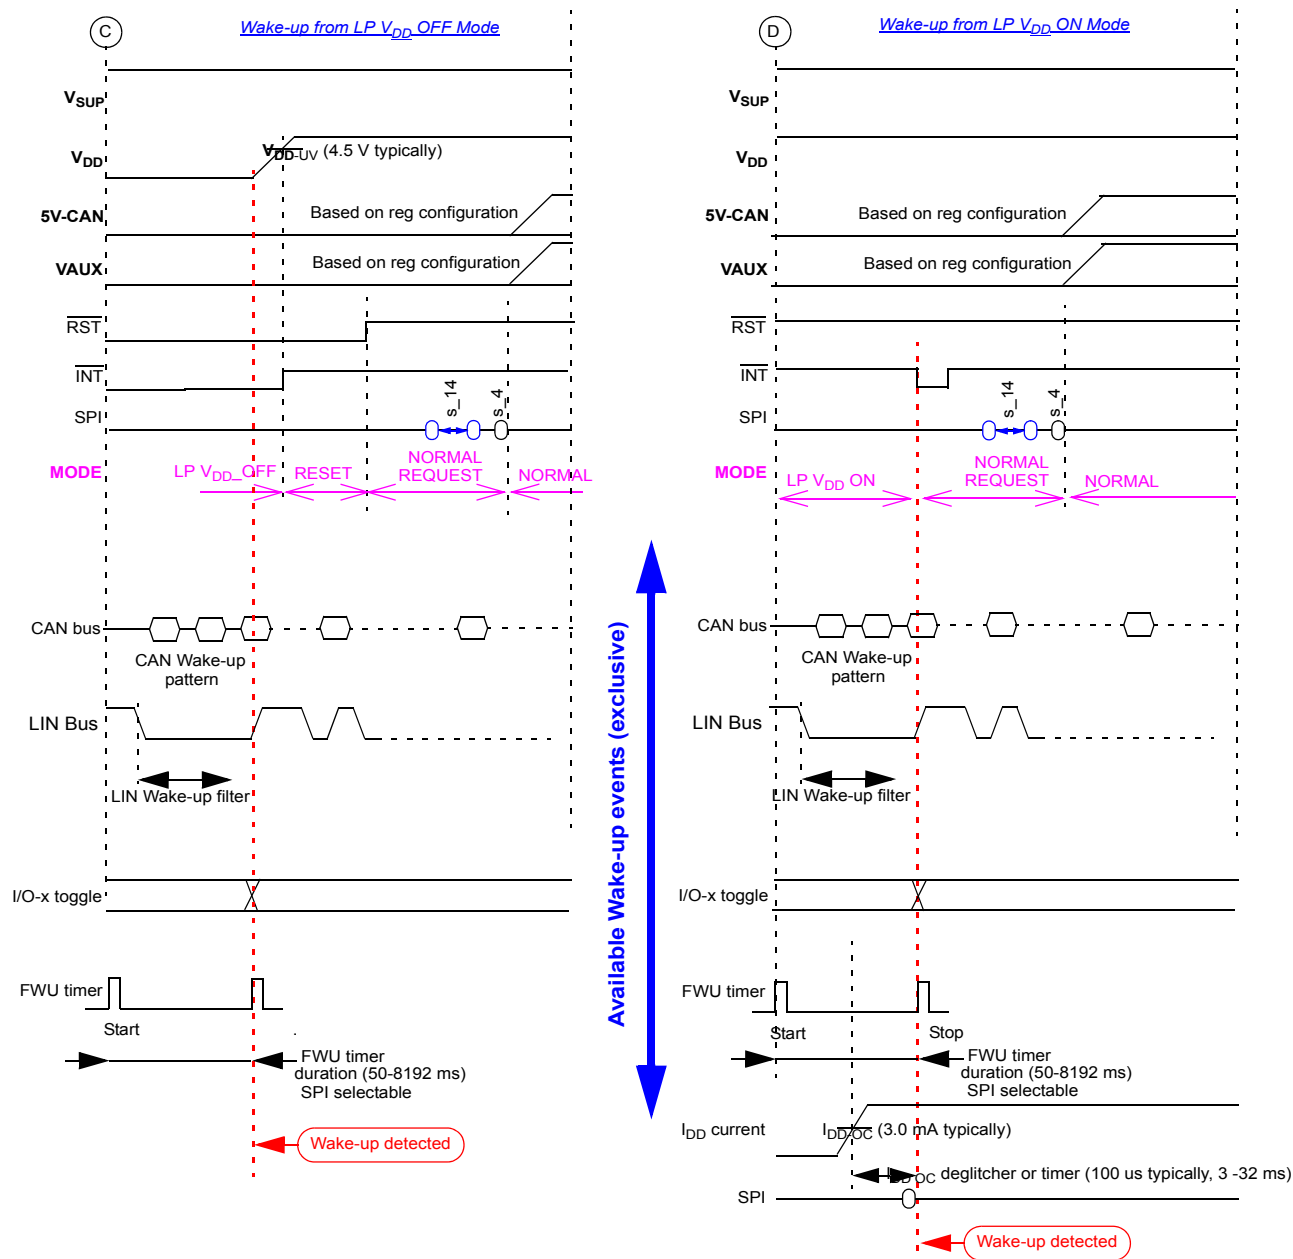 C
Wake-up from LP VDD OFF Mode
VSUP
VDD
VDD-UV (4.5 V typically)
5V-CAN
Based on reg configuration
VAUX
Based on reg configuration
RST
INT
SPI
s_14
s_4
MODE
LP VDD_OFF
RESET
NORMAL
REQUEST
NORMAL
CAN bus
CAN Wake-up
pattern
LIN Bus
LIN Wake-up filter
I/O-x toggle
FWU timer
Start
.
FWU timer
duration (50-8192 ms)
SPI selectable
Wake-up detected
Available Wake-up events (exclusive)
D
Wake-up from LP VDD ON Mode
VSUP
VDD
5V-CAN
Based on reg configuration
VAUX
Based on reg configuration
RST
INT
SPI
s_14
s_4
MODE
LP VDD ON
NORMAL
REQUEST
NORMAL
CAN bus
CAN Wake-up
pattern
LIN Bus
LIN Wake-up filter
I/O-x toggle
FWU timer
Start
Stop
FWU timer
duration (50-8192 ms)
SPI selectable
IDD current
IDD-OC (3.0 mA typically)
IDD-OC deglitcher or timer (100 us typically, 3 -32 ms)
SPI
Wake-up detected